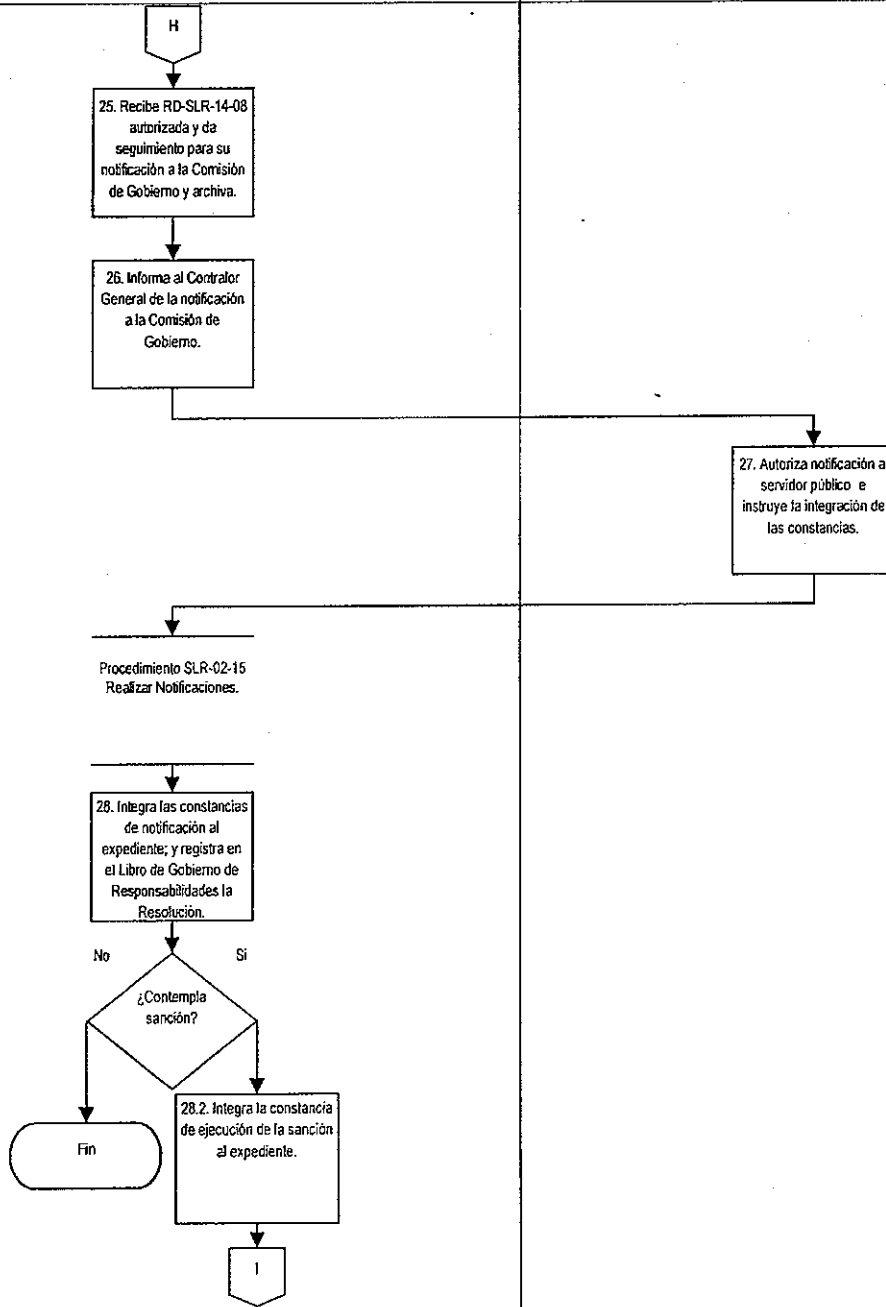 H
25. Recibe RD-SLR-14-08
autorizada y da
seguimiento para su
notificación a la Comisión
de Gobierno y archiva.
26. Informa al Contralor
General de la notificación
a la Comisión de
Gobierno.
27. Autoriza notificación a
servidor público e
instruye la integración de
las constancias.
Procedimiento SLR-02-15
Realizar Notificaciones.
28. Integra las constancias
de notificación al
expediente; y registra en
el Libro de Gobierno de
Responsabilidades la
Resolución.
No
Si
¿Contempla
sanción?
Fin
28.2. Integra la constancia
de ejecución de la sanción
al expediente.
I